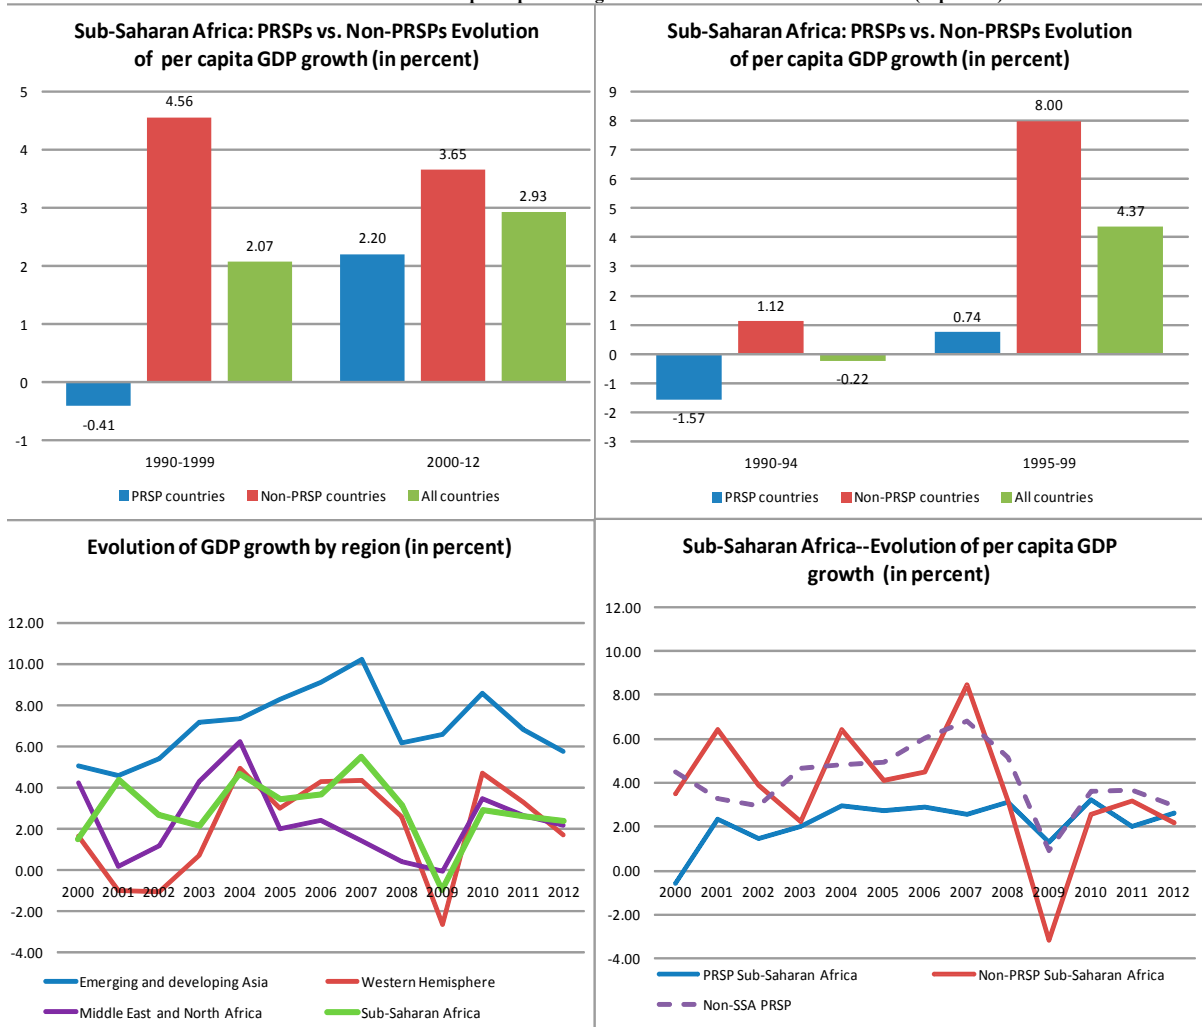 Sub-Saharan Africa: PRSPs vs. Non-PRSPs Evolution
of per capita GDP growth (in percent)
5
4
3
2
1
0
-1
4.56
3.65
2.93
2.07
2.20
-0.41
1990-1999
2000-12
PRSP countries
Non-PRSP countries
All countries
Sub-Saharan Africa: PRSPs vs. Non-PRSPs Evolution
of per capita GDP growth (in percent)
9
8
7
6
5
4
3
2
1
0
-1
-2
-3
8.00
4.37
1.12
0.74
-0.22
-1.57
1990-94
1995-99
PRSP countries
Non-PRSP countries
All countries
Evolution of GDP growth by region (in percent)
12.00
10.00
8.00
6.00
4.00
2.00
0.00
-2.00
-4.00
2000 2001 2002 2003 2004 2005 2006 2007 2008 2009 2010 2011 2012
Emerging and developing Asia
Western Hemisphere
Middle East and North Africa
Sub-Saharan Africa
Sub-Saharan Africa--Evolution of per capita GDP
growth (in percent)
12.00
10.00
8.00
6.00
4.00
2.00
0.00
-2.00
-4.00
2000 2001 2002 2003 2004 2005 2006 2007 2008 2009 2010 2011 2012
PRSP Sub-Saharan Africa
Non-PRSP Sub-Saharan Africa
Non-SSA PRSP